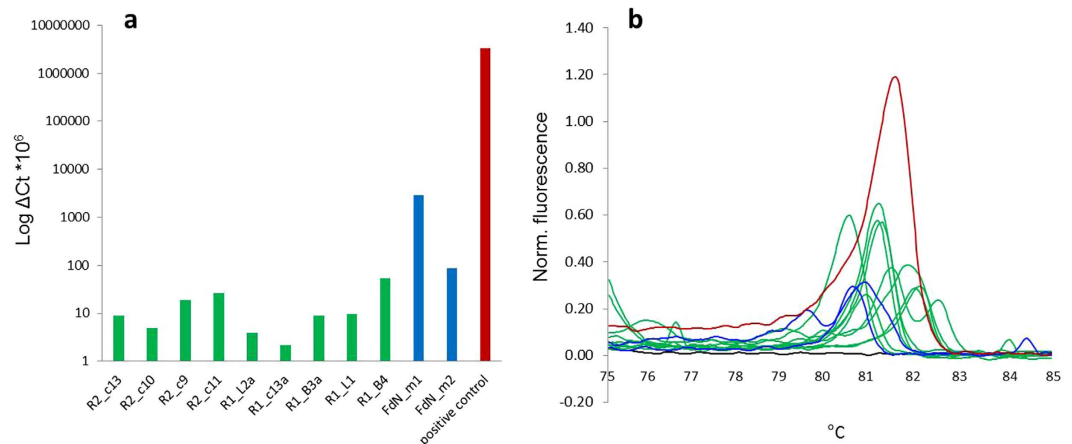 a
10000000
1000000
100000
10000
1000
100
10
1
Log ΔCt *10⁶
R2_c13
R2_c10
R2_c9
R2_c11
R1_L2a
R1_c13a
R1_B3a
R1_L1
R1_B4
FdN_m1
FdN_m2
positive control
b
1.40
1.20
1.00
0.80
0.60
0.40
0.20
0.00
-0.20
Norm. fluorescence
75 76 77 78 79 80 81 82 83 84 85
°C